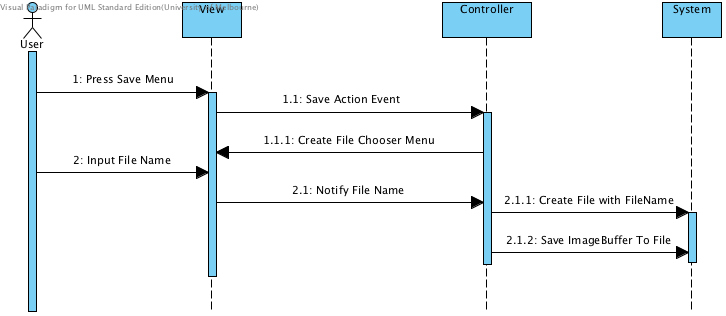 Visual Paradigm for UML Standard Edition(University of Melbourne)
View
Controller
System
User
1: Press Save Menu
1.1: Save Action Event
1.1.1: Create File Chooser Menu
2: Input File Name
2.1: Notify File Name
2.1.1: Create File with FileName
2.1.2: Save ImageBuffer To File